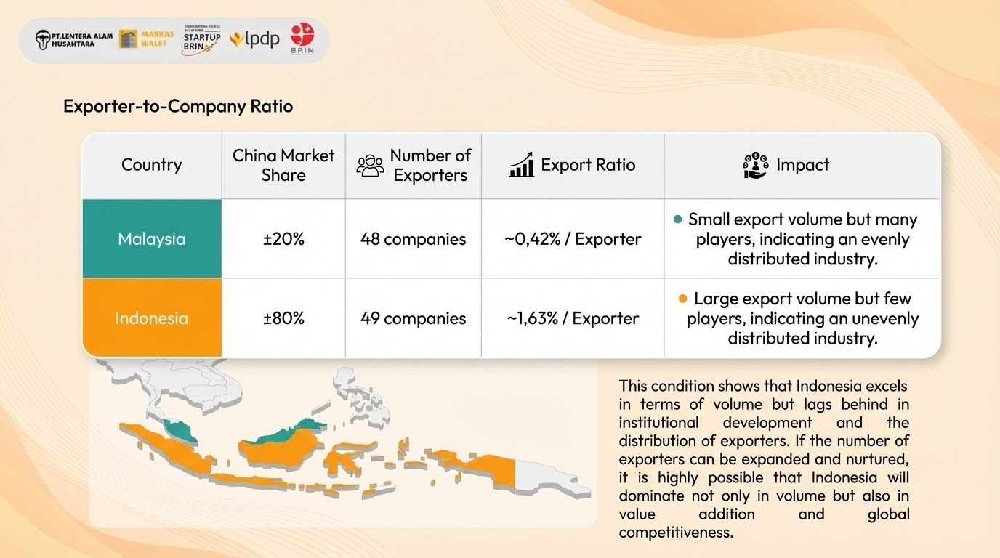 PT.LENTERA ALAM
NUSANTARA
MARKAS
WALET
STARTUP
BRIN
lpdp
BRIN
Exporter-to-Company Ratio
Country
China Market
Share
Number of
Exporters
Export Ratio
Impact
Malaysia
±20%
48 companies
~0,42% / Exporter
Small export volume but many
players, indicating an evenly
distributed industry.
Indonesia
±80%
49 companies
~1,63% / Exporter
Large export volume but few
players, indicating an unevenly
distributed industry.
This condition shows that Indonesia excels
in terms of volume but lags behind in
institutional development and the
distribution of exporters. If the number of
exporters can be expanded and nurtured,
it is highly possible that Indonesia will
dominate not only in volume but also in
value addition and global
competitiveness.